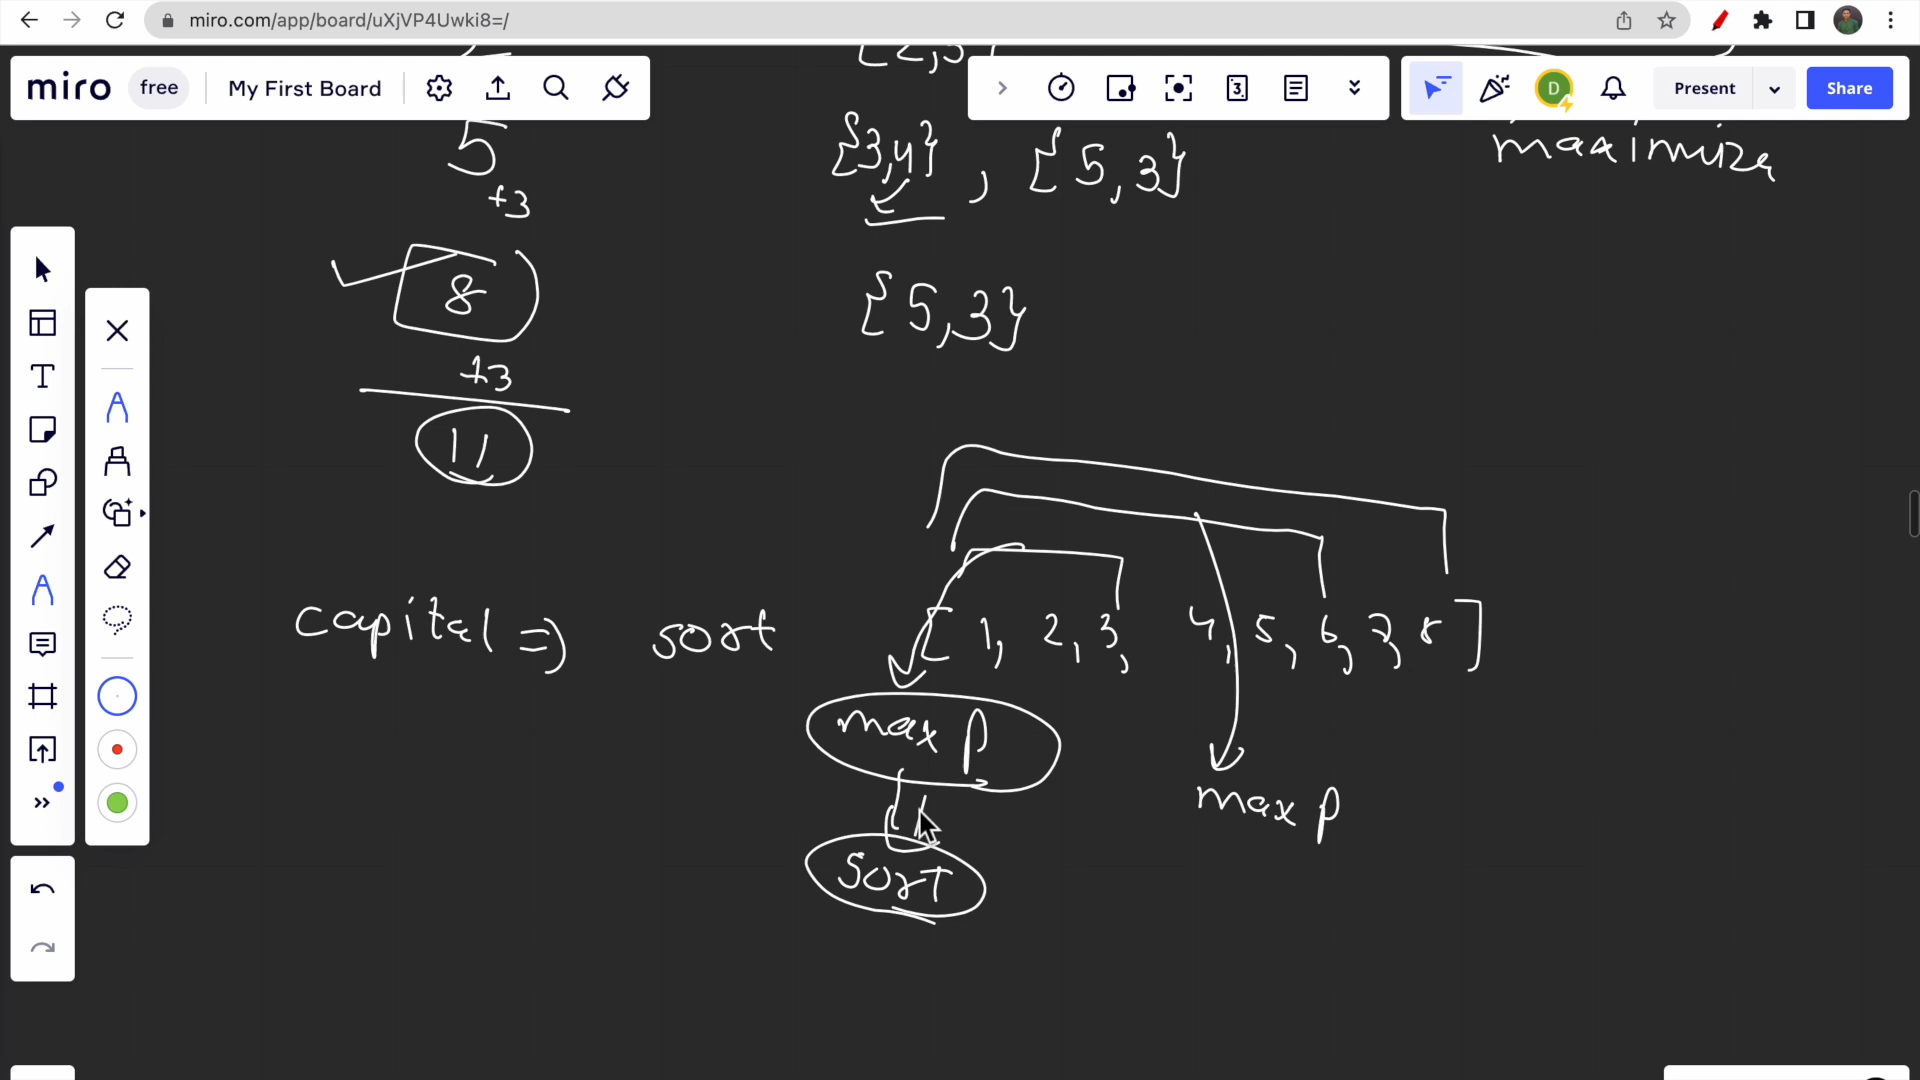 miro.com/app/board/uXjVP4Uwki8=/
miro free My First Board
3
D Present Share
{3,4} , {5,3}
maximize
5
+3
8
{5,3}
+3
11
capital => sort [1, 2, 3, 4, 5, 6, 7, 8]
max p
max p
sort